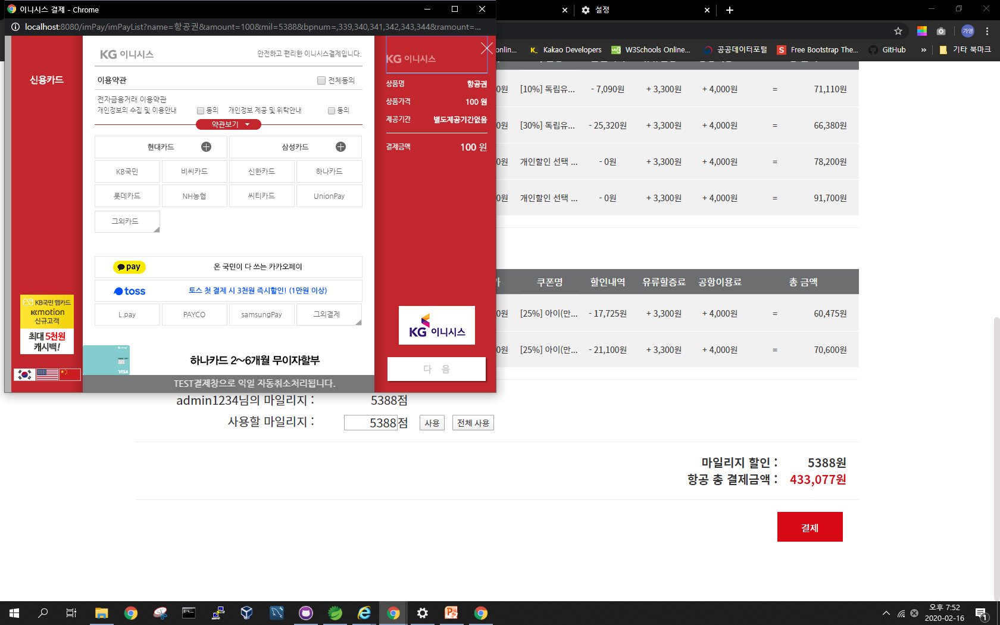 이니시스 결제 - Chrome
설정
localhost:8080/imPay/imPayList?name=항공권&amount=100&mil=5388&bpnum=,339,340,341,342,343,344&ramount=...
가영
onlin...
Kakao Developers
W3Schools Online...
공공데이터포털
Free Bootstrap The...
GitHub
»
기타 북마크
신용카드
KG 이니시스
안전하고 편리한 이니시스결제입니다.
이용약관
전체동의
전자금융거래 이용약관
개인정보의 수집 및 이용안내
동의
개인정보 제공 및 위탁안내
동의
약관보기
현대카드
삼성카드
KB국민
비씨카드
신한카드
하나카드
롯데카드
NH농협
씨티카드
UnionPay
그외카드
pay
온 국민이 다 쓰는 카카오페이
toss
토스 첫 결제 시 3천원 즉시할인! (1만원 이상)
L.pay
PAYCO
samsungPay
그외결제
VISA
하나카드 2~6개월 무이자할부
TEST결제창으로 익일 자동취소처리됩니다.
KB국민 앱카드
Kkmotion
신규고객
최대 5천원
캐시백!
KG 이니시스
상품명
항공권
상품가격
100 원
제공기간
별도제공기간없음
결제금액
100 원
KG 이니시스
다 음
0원 [10%] 독립유... - 7,090원 + 3,300원 + 4,000원 = 71,110원
0원 [30%] 독립유... - 25,320원 + 3,300원 + 4,000원 = 66,380원
0원 개인할인 선택 ... - 0원 + 3,300원 + 4,000원 = 78,200원
0원 개인할인 선택 ... - 0원 + 3,300원 + 4,000원 = 91,700원
가 쿠폰명 할인내역 유류할증료 공항이용료 총 금액
0원 [25%] 아이(만... - 17,725원 + 3,300원 + 4,000원 = 60,475원
0원 [25%] 아이(만... - 21,100원 + 3,300원 + 4,000원 = 70,600원
admin1234님의 마일리지 : 5388점
사용할 마일리지 : 5388점 사용 전체 사용
마일리지 할인 : 5388원
항공 총 결제금액 : 433,077원
결제
오후 7:52
2020-02-16
1